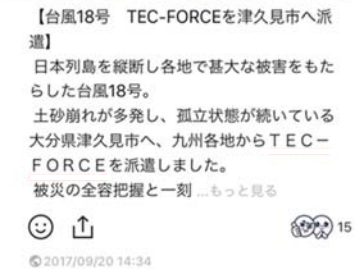 【台風18号　TEC-FORCEを津久見市へ派
遣】
日本列島を縦断し各地で甚大な被害をもた
らした台風18号。
土砂崩れが多発し、孤立状態が続いている
大分県津久見市へ、九州各地からＴＥＣ－
ＦＯＲＣＥを派遣しました。
被災の全容把握と一刻 ...もっと見る
15
2017/09/20 14:34